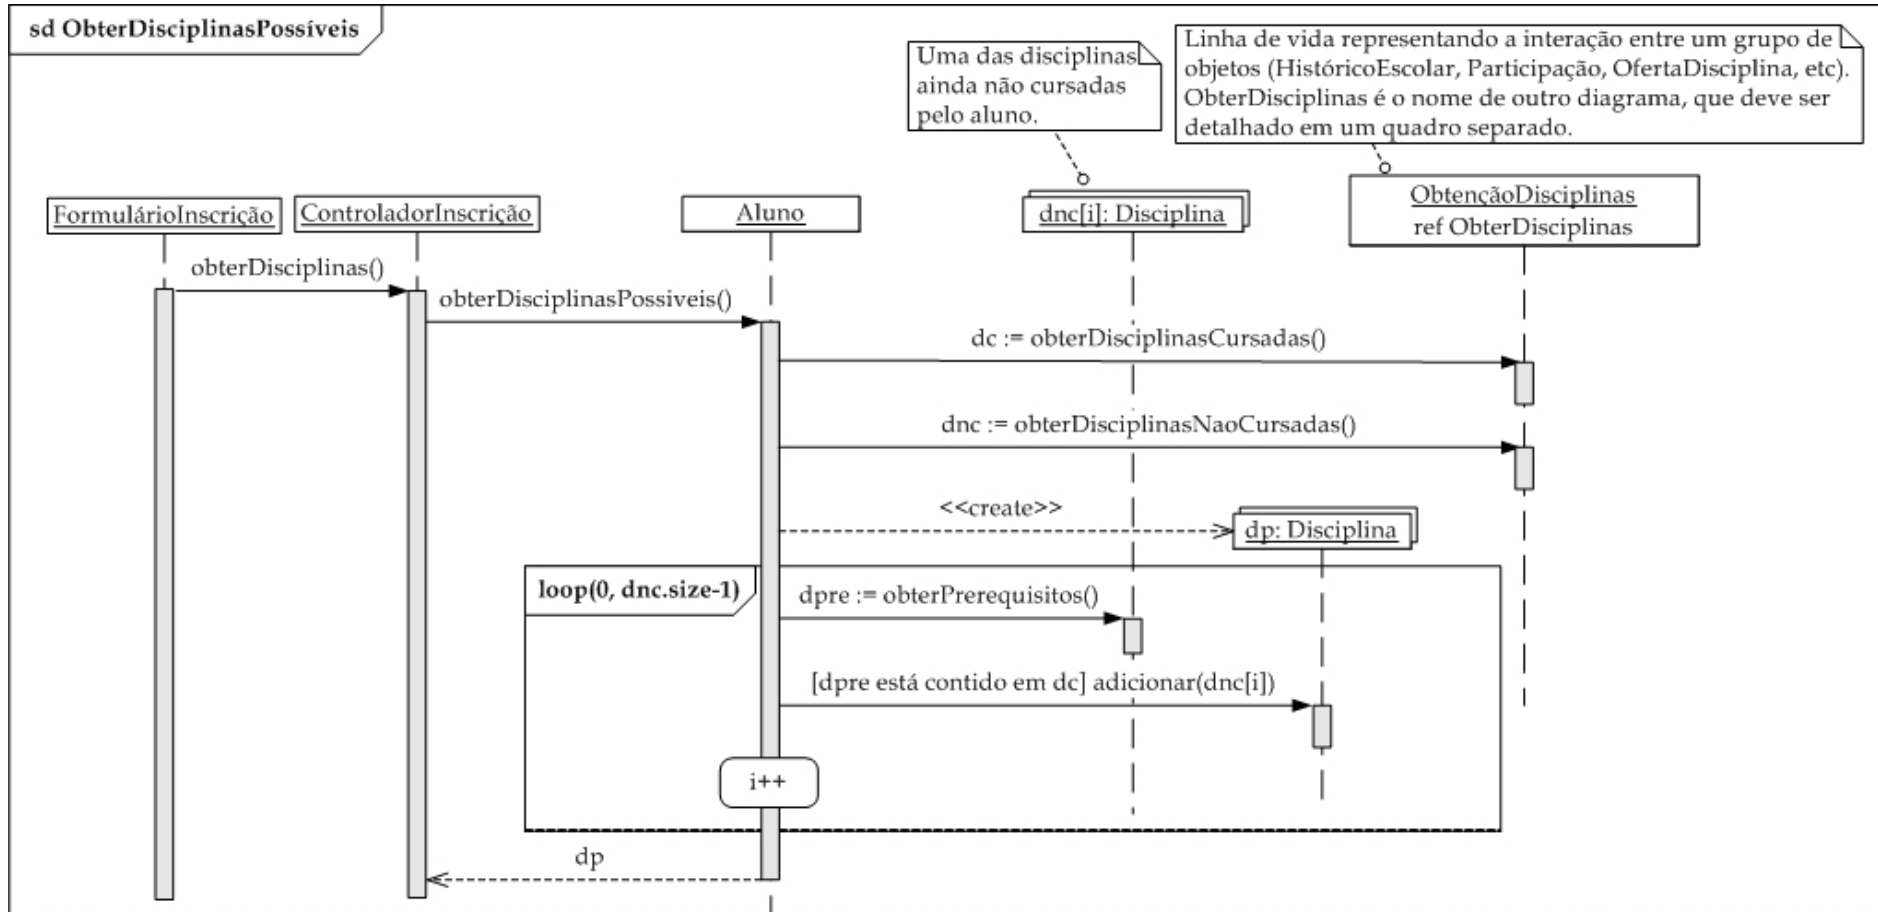 sd ObterDisciplinasPossíveis
Uma das disciplinas
ainda não cursadas
pelo aluno.
Linha de vida representando a interação entre um grupo de
objetos (HistóricoEscolar, Participação, OfertaDisciplina, etc).
ObterDisciplinas é o nome de outro diagrama, que deve ser
detalhado em um quadro separado.
FormulárioInscrição
ControladorInscrição
Aluno
dnc[i]: Disciplina
ObtençãoDisciplinas
ref ObterDisciplinas
obterDisciplinas()
obterDisciplinasPossiveis()
dc := obterDisciplinasCursadas()
dnc := obterDisciplinasNaoCursadas()
<<create>>
dp: Disciplina
loop(0, dnc.size-1)
dpre := obterPrerequisitos()
[dpre está contido em dc] adicionar(dnc[i])
i++
dp